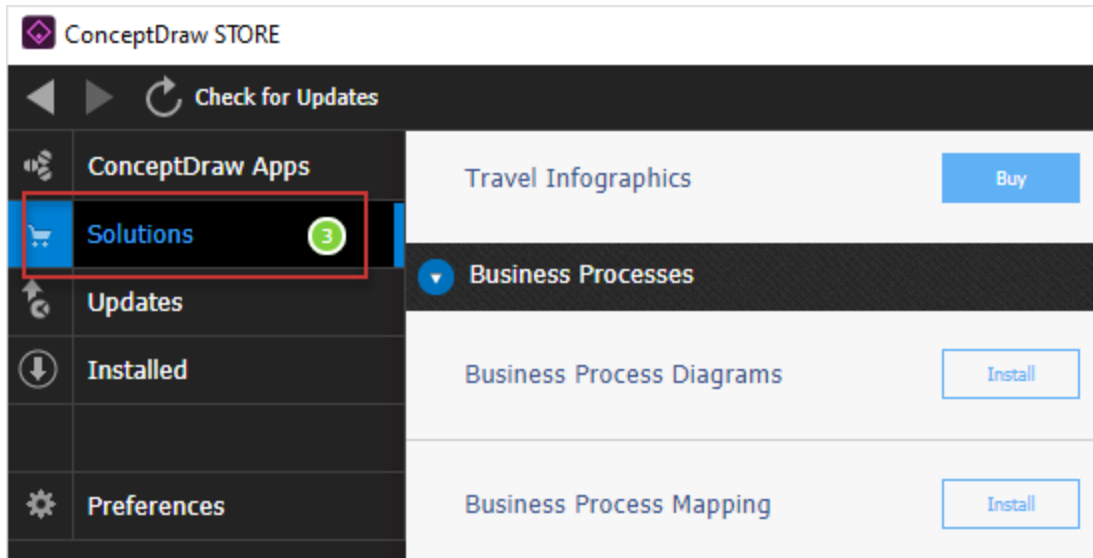 ConceptDraw STORE
Check for Updates
ConceptDraw Apps
Solutions 3
Updates
Installed
Preferences
Travel Infographics Buy
Business Processes
Business Process Diagrams Install
Business Process Mapping Install